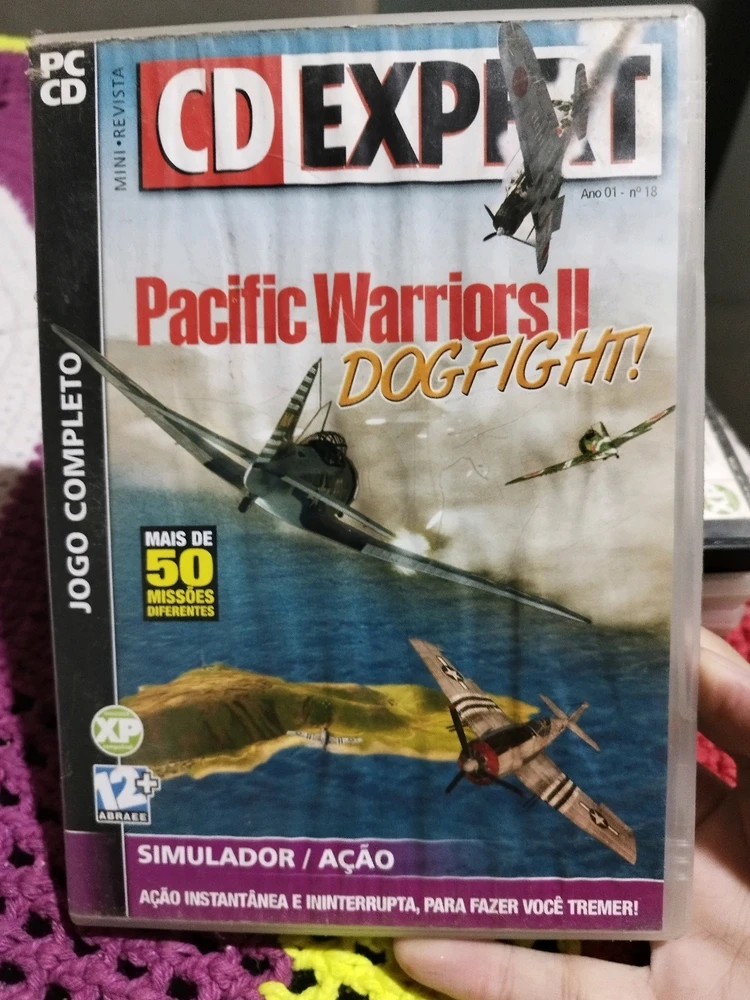 PC
CD
MINI•REVISTA
CD EXPERT
Ano 01 - nº 18
Pacific Warriors II
DOGFIGHT!
JOGO COMPLETO
MAIS DE
50
MISSÕES
DIFERENTES
XP
12+
ABRAEE
SIMULADOR / AÇÃO
AÇÃO INSTANTÂNEA E ININTERRUPTA, PARA FAZER VOCÊ TREMER!